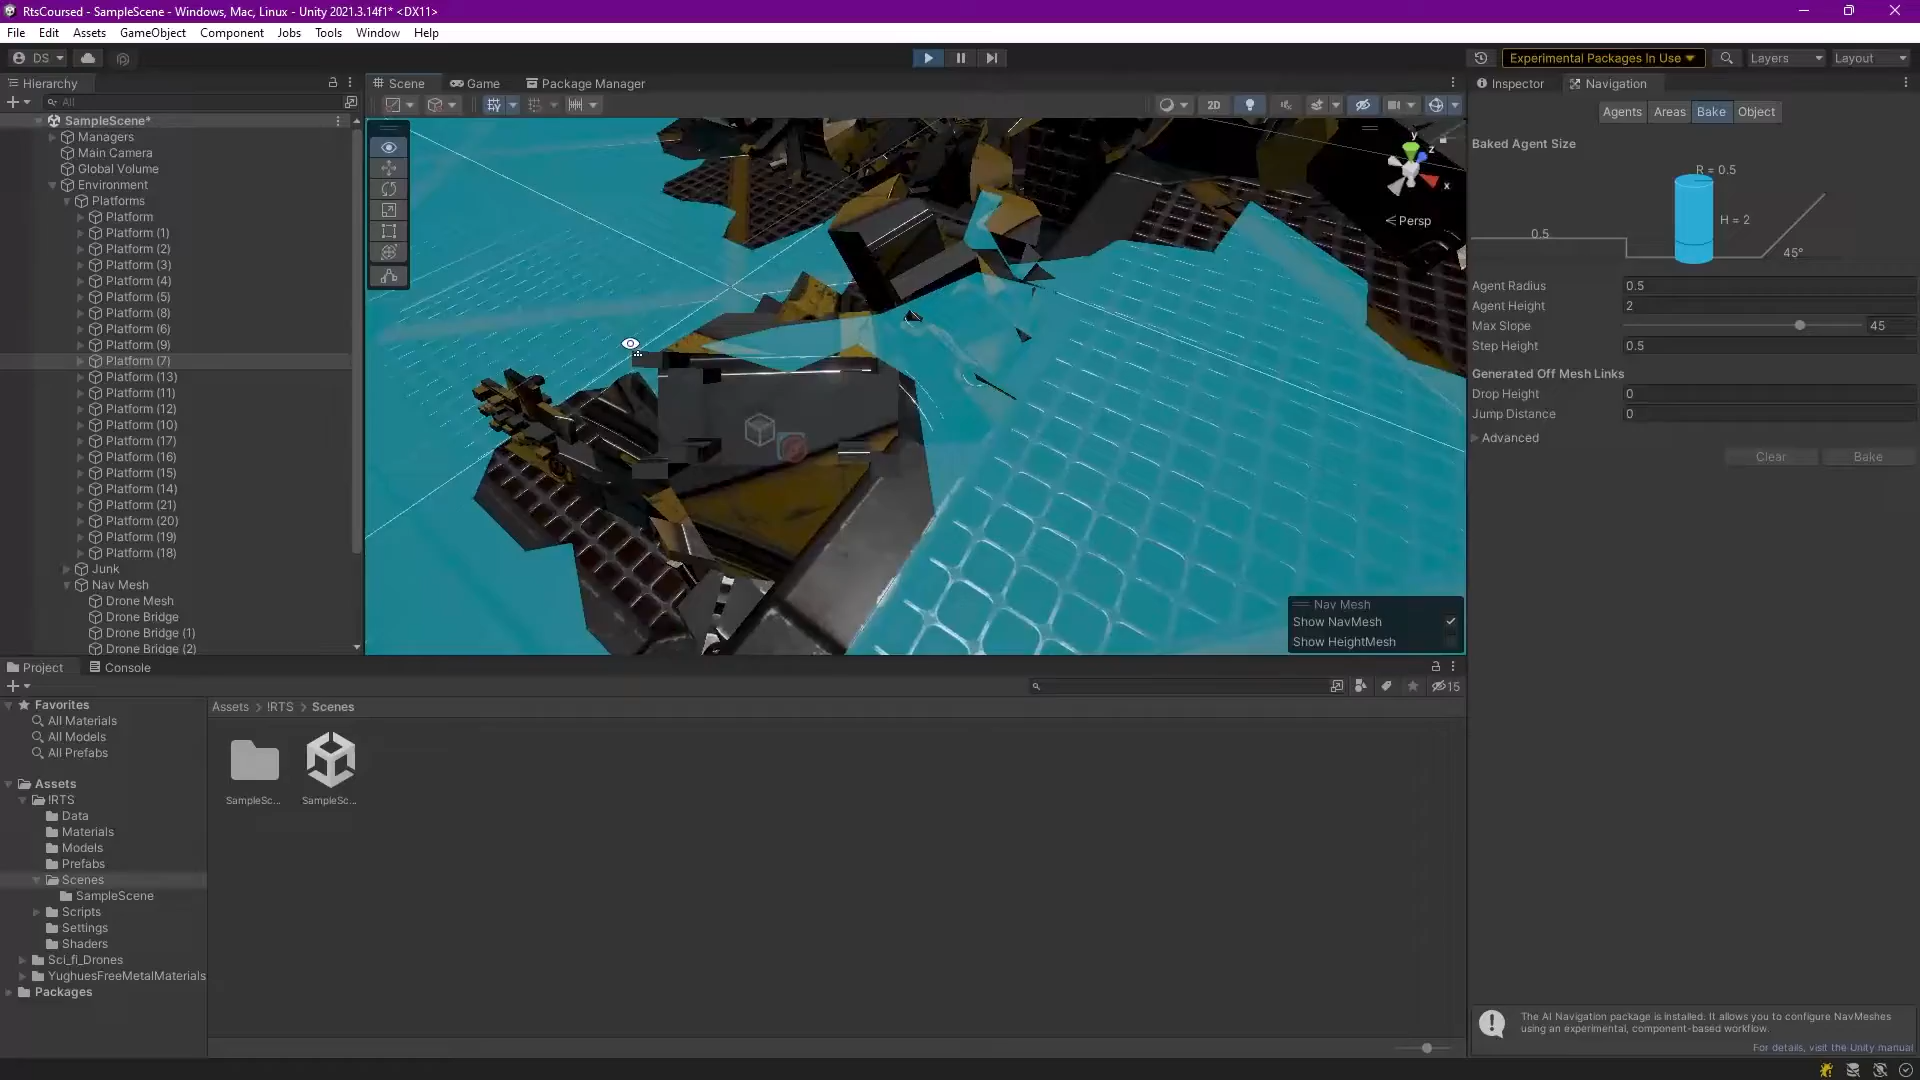 RtsCoursed - SampleScene - Windows, Mac, Linux - Unity 2021.3.14f1* <DX11>
File Edit Assets GameObject Component Jobs Tools Window Help
DS
Experimental Packages In Use
Layers
Layout
Hierarchy
Scene
Game
Package Manager
Inspector
Navigation
All
2D
Agents Areas Bake Object
SampleScene*
Managers
Main Camera
Global Volume
Environment
Platforms
Platform
Platform (1)
Platform (2)
Platform (3)
Platform (4)
Platform (5)
Platform (8)
Platform (6)
Platform (9)
Platform (7)
Platform (13)
Platform (11)
Platform (12)
Platform (10)
Platform (17)
Platform (16)
Platform (15)
Platform (14)
Platform (21)
Platform (20)
Platform (19)
Platform (18)
Junk
Nav Mesh
Drone Mesh
Drone Bridge
Drone Bridge (1)
Drone Bridge (2)
y
z
x
Persp
Nav Mesh
Show NavMesh
Show HeightMesh
Baked Agent Size
R = 0.5
H = 2
0.5
45°
Agent Radius 0.5
Agent Height 2
Max Slope 45
Step Height 0.5
Generated Off Mesh Links
Drop Height 0
Jump Distance 0
Advanced
Clear Bake
Project Console
15
Favorites
All Materials
All Models
All Prefabs
Assets
!RTS
Data
Materials
Models
Prefabs
Scenes
SampleScene
Scripts
Settings
Shaders
Sci_fi_Drones
YughuesFreeMetalMaterials
Packages
Assets > !RTS > Scenes
SampleSc...
SampleSc...
The AI Navigation package is installed. It allows you to configure NavMeshes
using an experimental, component-based workflow.
For details, visit the Unity manual